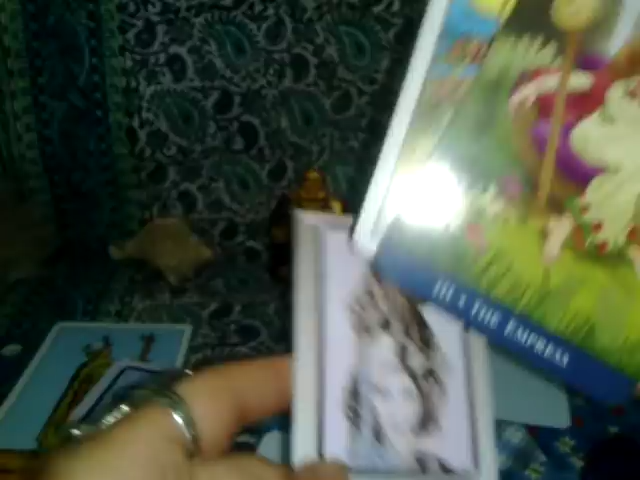 III ‡ THE EMPRESS